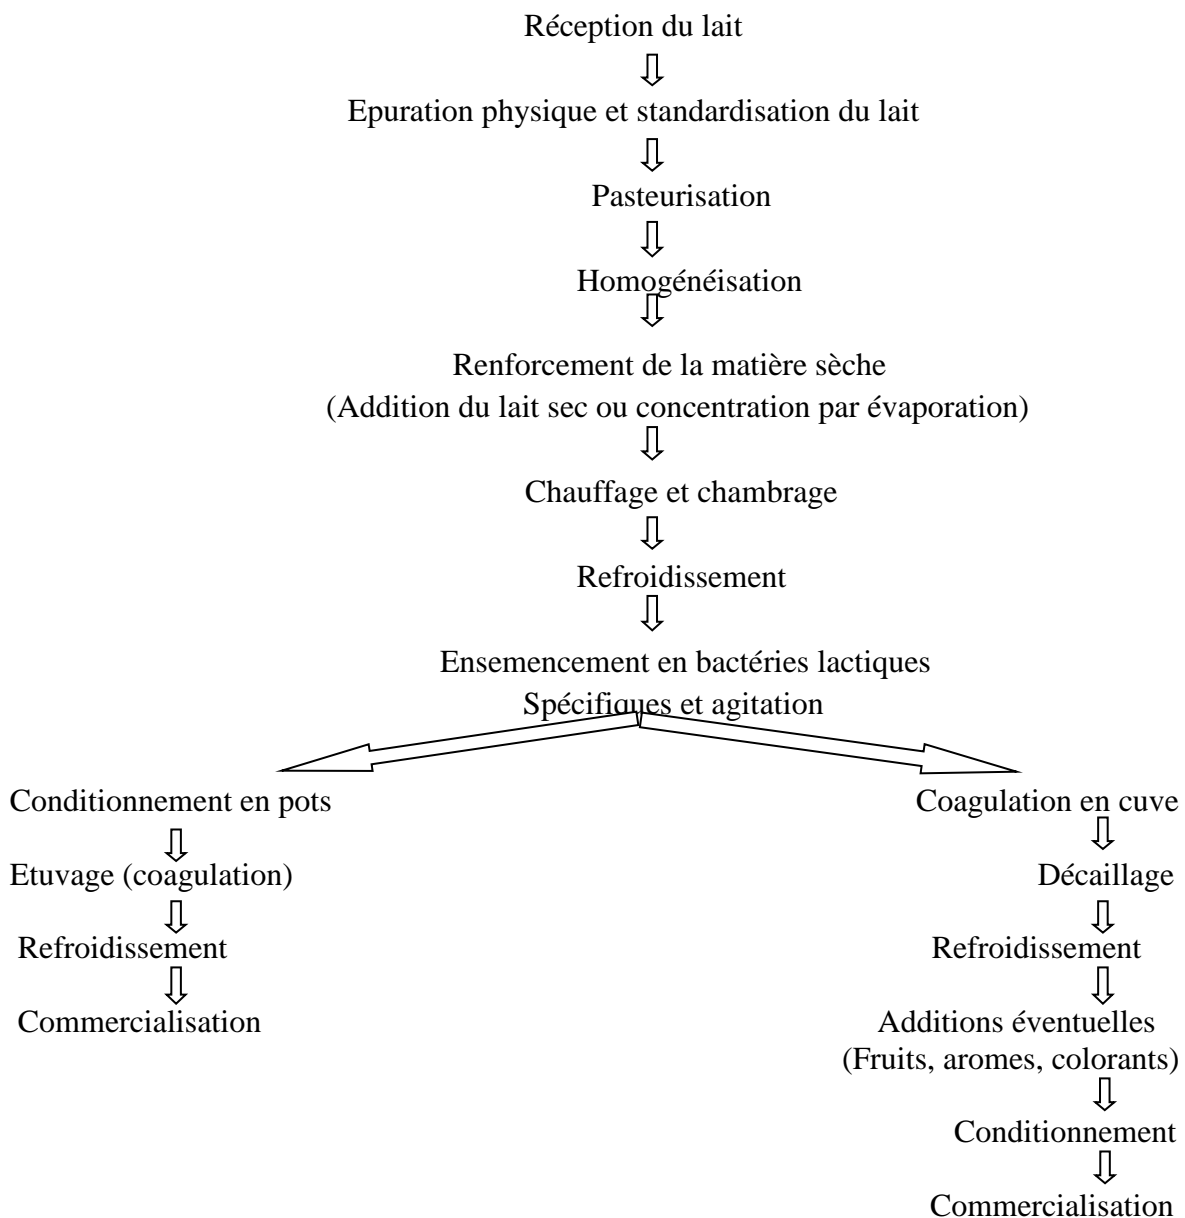 Réception du lait
Epuration physique et standardisation du lait
Pasteurisation
Homogénéisation
Renforcement de la matière sèche
(Addition du lait sec ou concentration par évaporation)
Chauffage et chambrage
Refroidissement
Ensemencement en bactéries lactiques
Spécifiques et agitation
Conditionnement en pots
Etuvage (coagulation)
Refroidissement
Commercialisation
Coagulation en cuve
Décaillage
Refroidissement
Additions éventuelles
(Fruits, aromes, colorants)
Conditionnement
Commercialisation